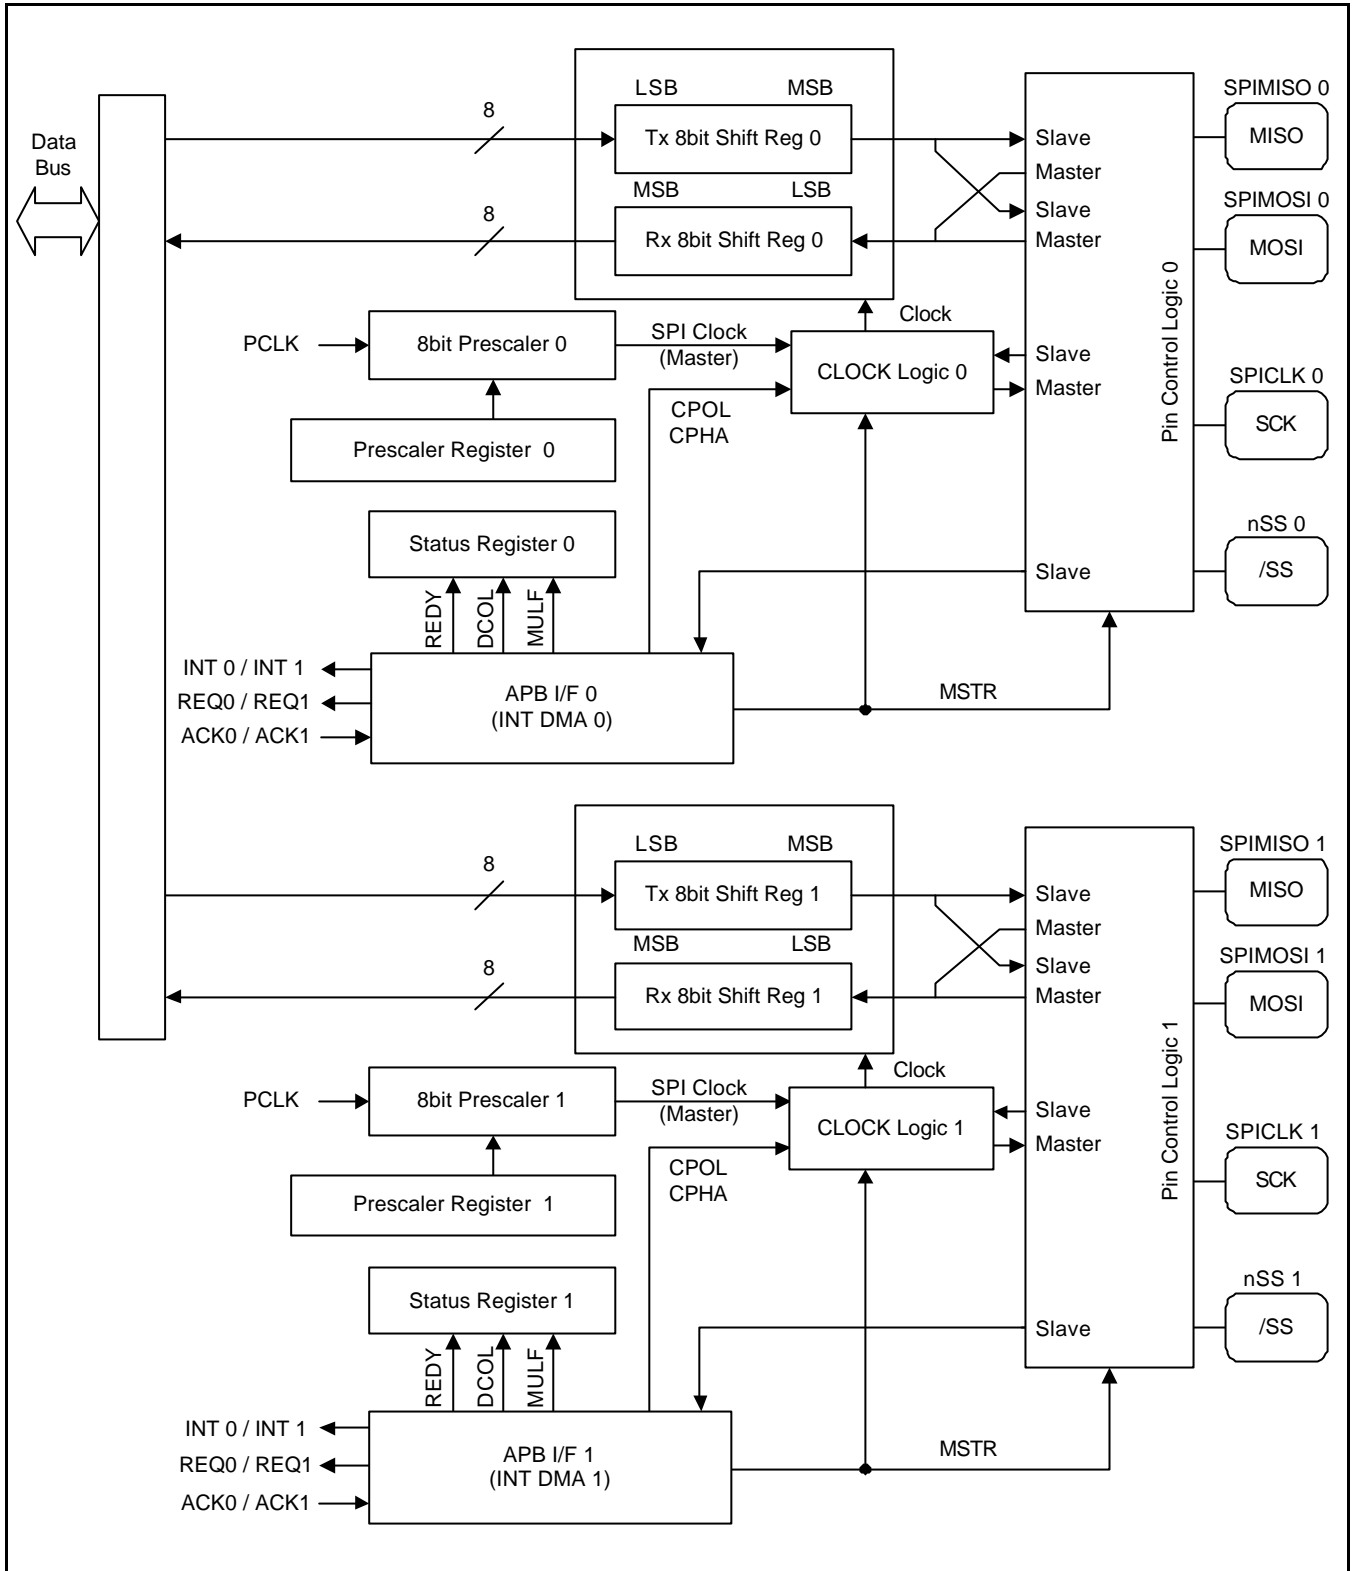 Data
Bus
8
8
LSB MSB
Tx 8bit Shift Reg 0
MSB LSB
Rx 8bit Shift Reg 0
Slave
Master
Slave
Master
Slave
Master
Slave
Pin Control Logic 0
SPIMISO 0
MISO
SPIMOSI 0
MOSI
SPICLK 0
SCK
nSS 0
/SS
PCLK
8bit Prescaler 0
SPI Clock
(Master)
Clock
CLOCK Logic 0
CPOL
CPHA
Prescaler Register 0
Status Register 0
REDY
DCOL
MULF
INT 0 / INT 1
REQ0 / REQ1
ACK0 / ACK1
APB I/F 0
(INT DMA 0)
MSTR
8
8
LSB MSB
Tx 8bit Shift Reg 1
MSB LSB
Rx 8bit Shift Reg 1
Slave
Master
Slave
Master
Slave
Master
Slave
Pin Control Logic 1
SPIMISO 1
MISO
SPIMOSI 1
MOSI
SPICLK 1
SCK
nSS 1
/SS
PCLK
8bit Prescaler 1
SPI Clock
(Master)
Clock
CLOCK Logic 1
CPOL
CPHA
Prescaler Register 1
Status Register 1
REDY
DCOL
MULF
INT 0 / INT 1
REQ0 / REQ1
ACK0 / ACK1
APB I/F 1
(INT DMA 1)
MSTR